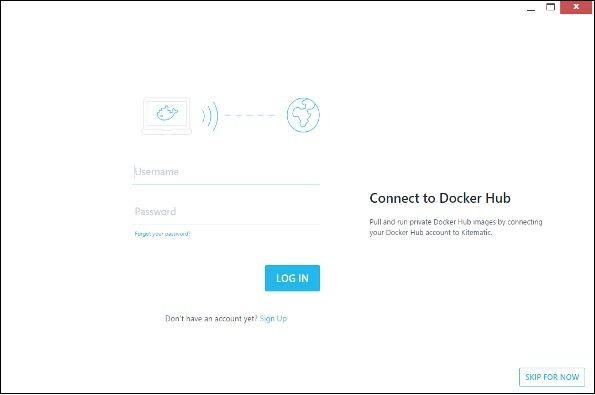 Username
Password
Forgot your password?
LOG IN
Don't have an account yet? Sign Up
Connect to Docker Hub
Pull and run private Docker Hub images by connecting
your Docker Hub account to Kitematic.
SKIP FOR NOW